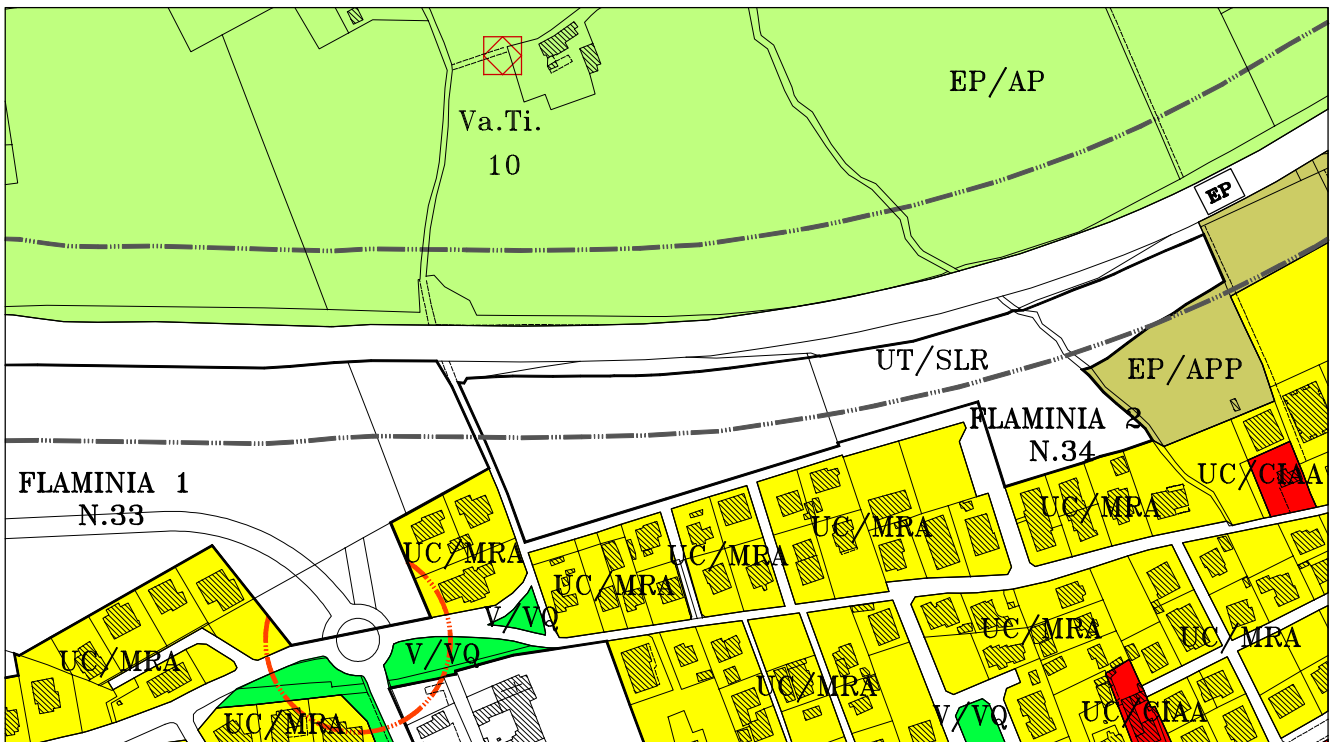 EP/AP
Va.Ti.
10
EP
UT/SLR
EP/APP
FLAMINIA 2
N.34
FLAMINIA 1
N.33
UC/CIAA
UC/MRA
UC/MRA
UC/MRA
UC/MRA
UC/MRA
V/VQ
UC/MRA
UC/MRA
V/VQ
UC/MRA
UC/MRA
V/VQ
UC/CIAA
UC/MRA